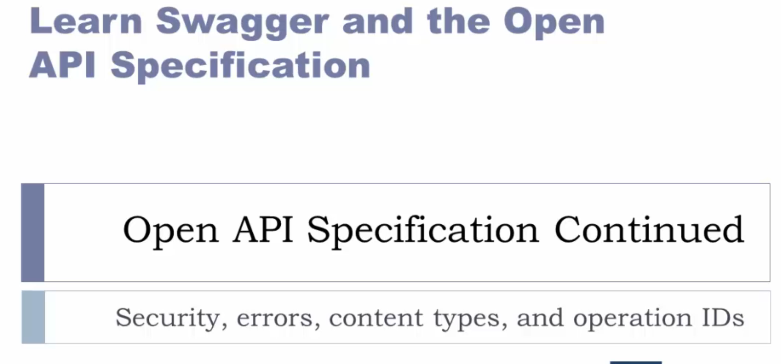 Learn Swagger and the Open
API Specification
Open API Specification Continued
Security, errors, content types, and operation IDs